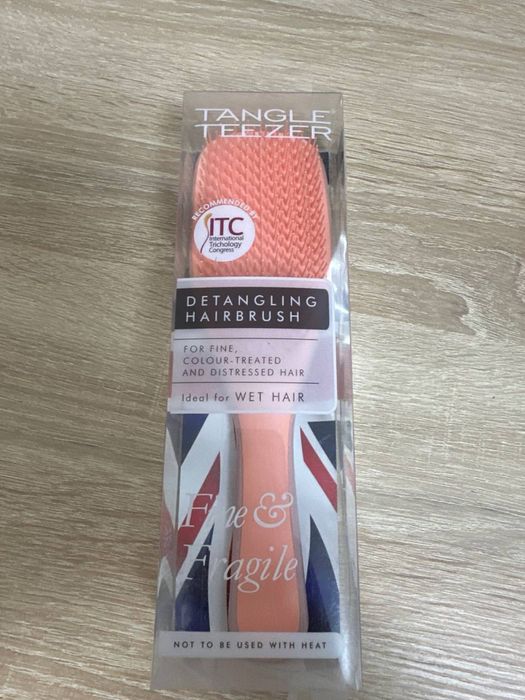 TANGLE
TEEZER
RECOMMENDED BY
ITC
International
Trichology
Congress
DETANGLING
HAIRBRUSH
FOR FINE,
COLOUR-TREATED
AND DISTRESSED HAIR
Ideal for WET HAIR
Fine &
Fragile
NOT TO BE USED WITH HEAT